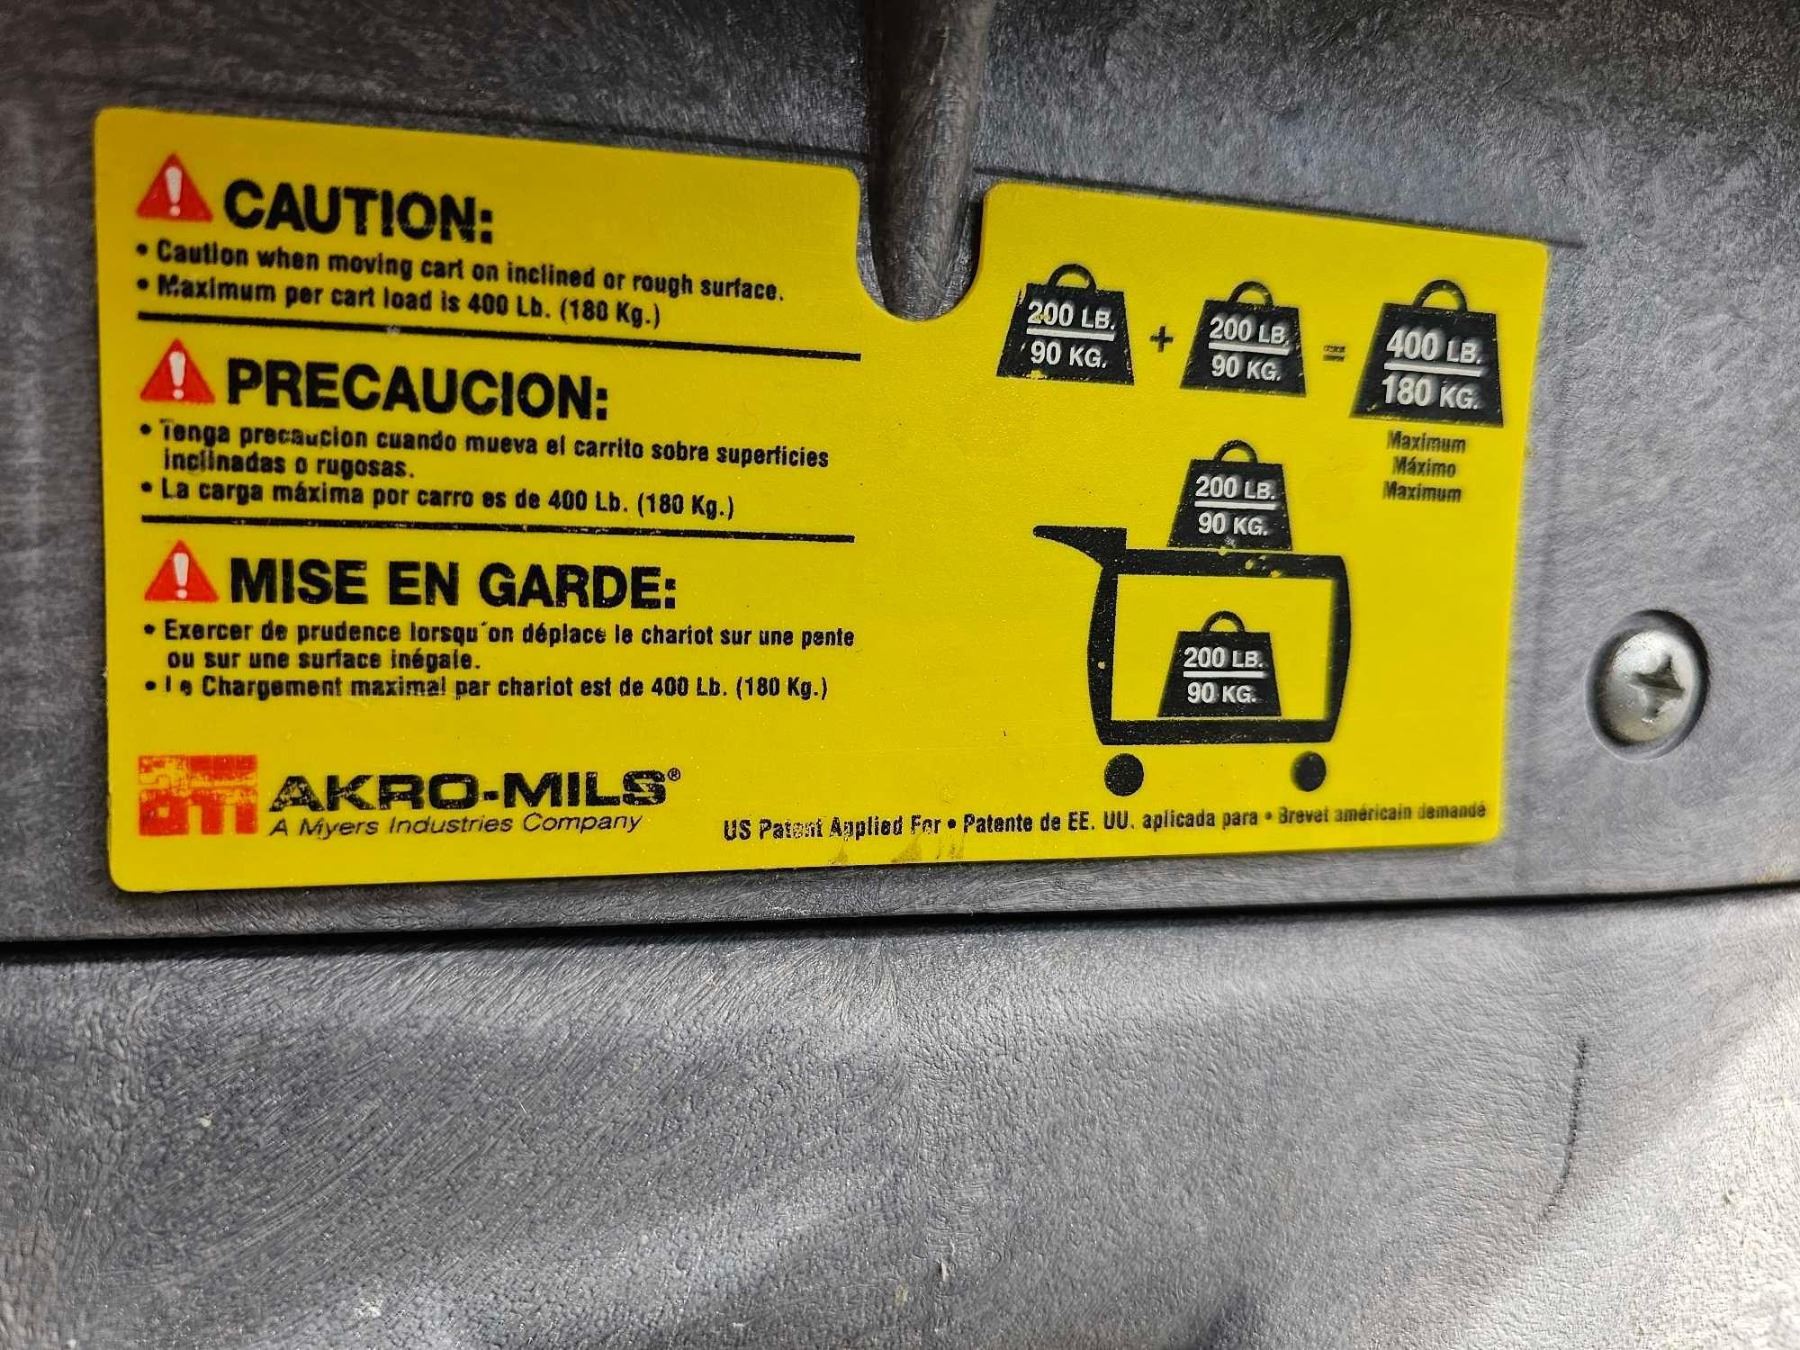 CAUTION:
• Caution when moving cart on inclined or rough surface.
• Maximum per cart load is 400 Lb. (180 Kg.)
PRECAUCION:
• Tenga precaucion cuando mueva el carrito sobre superficies
inclinadas o rugosas.
• La carga máxima por carro es de 400 Lb. (180 Kg.)
MISE EN GARDE:
• Exercer de prudence lorsqu'on déplace le chariot sur une pente
ou sur une surface inégale.
• Le Chargement maximal par chariot est de 400 Lb. (180 Kg.)
AKRO-MILS®
A Myers Industries Company
200 LB.
90 KG.
+
200 LB.
90 KG.
=
400 LB.
180 KG.
Maximum
Máximo
Maximum
200 LB.
90 KG.
200 LB.
90 KG.
US Patent Applied For • Patente de EE. UU. aplicada para • Brevet américain demandé